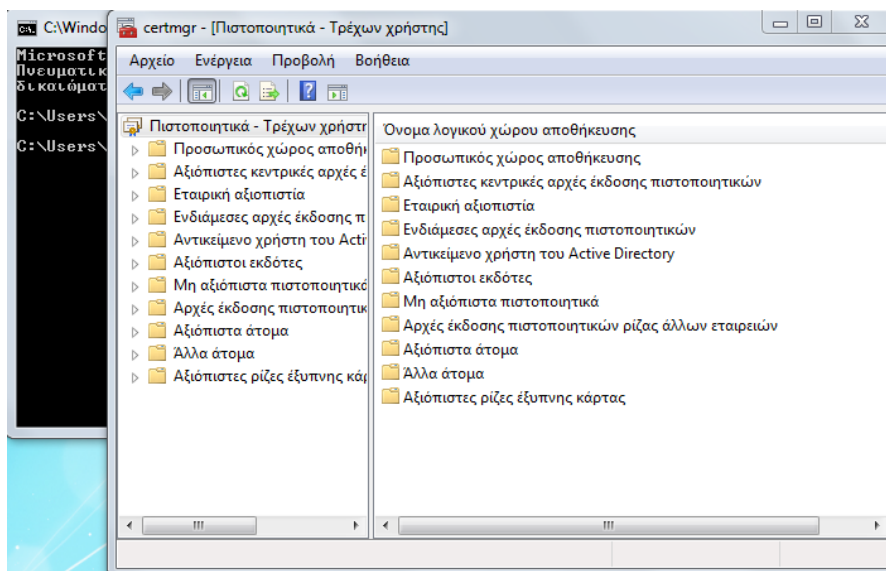 C:\Windo
Microsoft
Πνευματικ
δικαιώματ
C:\Users\
C:\Users\
certmgr - [Πιστοποιητικά - Τρέχων χρήστης]
Αρχείο Ενέργεια Προβολή Βοήθεια
Πιστοποιητικά - Τρέχων χρήστη
Προσωπικός χώρος αποθήκ
Αξιόπιστες κεντρικές αρχές έ
Εταιρική αξιοπιστία
Ενδιάμεσες αρχές έκδοσης π
Αντικείμενο χρήστη του Acti
Αξιόπιστοι εκδότες
Μη αξιόπιστα πιστοποιητικά
Αρχές έκδοσης πιστοποιητικ
Αξιόπιστα άτομα
Άλλα άτομα
Αξιόπιστες ρίζες έξυπνης κάρ
Όνομα λογικού χώρου αποθήκευσης
Προσωπικός χώρος αποθήκευσης
Αξιόπιστες κεντρικές αρχές έκδοσης πιστοποιητικών
Εταιρική αξιοπιστία
Ενδιάμεσες αρχές έκδοσης πιστοποιητικών
Αντικείμενο χρήστη του Active Directory
Αξιόπιστοι εκδότες
Μη αξιόπιστα πιστοποιητικά
Αρχές έκδοσης πιστοποιητικών ρίζας άλλων εταιρειών
Αξιόπιστα άτομα
Άλλα άτομα
Αξιόπιστες ρίζες έξυπνης κάρτας